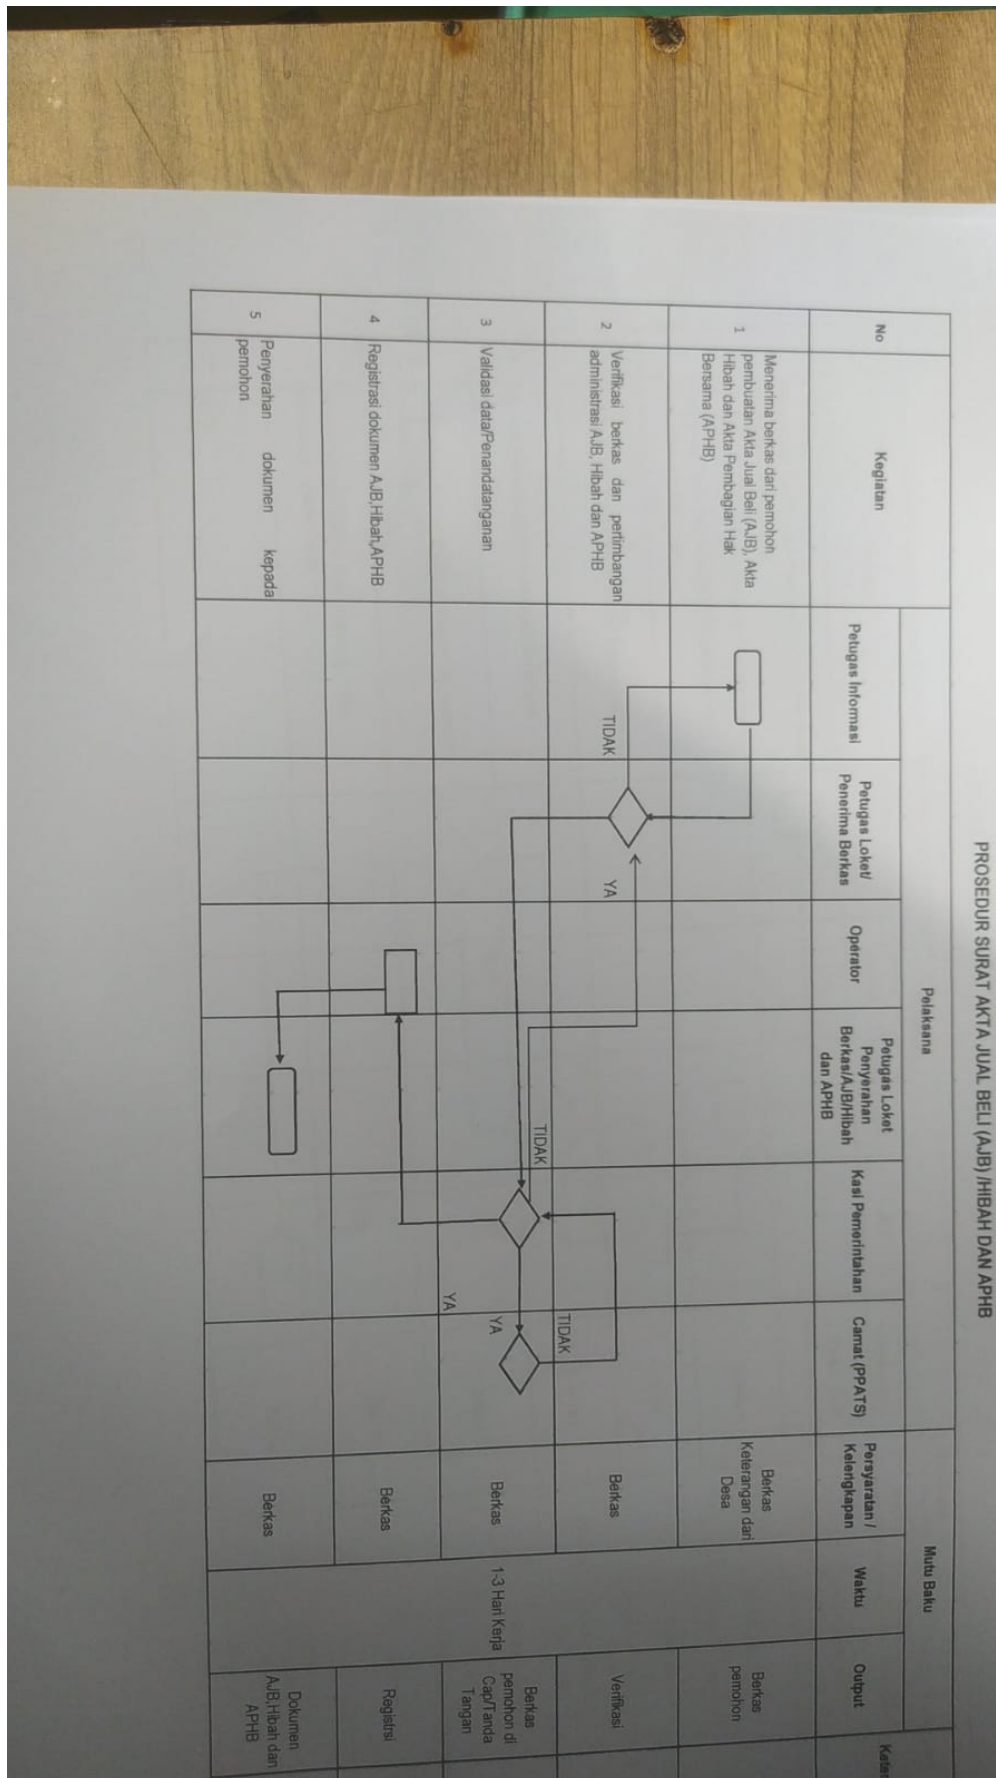 PROSEDUR SURAT AKTA JUAL BELI (AJB) /HIBAH DAN APHB
No
Kegiatan
Pelaksana
Mutu Baku
Petugas Informasi
Petugas Loket/
Penerima Berkas
Operator
Petugas Loket
Penyerahan
Berkas/AJB/Hibah
dan APHB
Kasi Pemerintahan
Camat (PPATS)
Persyaratan /
Kelengkapan
Waktu
Output
1
Menerima berkas dari pemohon
pembuatan Akta Jual Beli (AJB), Akta
Hibah dan Akta Pembagian Hak
Bersama (APHB)
Berkas
Keterangan dari
Desa
Berkas
pemohon
2
Verifikasi berkas dan pertimbangan
administrasi AJB, Hibah dan APHB
TIDAK
YA
TIDAK
Berkas
Verifikasi
3
Validasi data/Penandatanganan
TIDAK
YA
YA
Berkas
1-3 Hari Kerja
Berkas
pemohon di
Cap/Tanda
Tangan
4
Registrasi dokumen AJB,Hibah,APHB
Berkas
Registrsi
5
Penyerahan dokumen kepada
pemohon
Berkas
Dokumen
AJB,Hibah dan
APHB